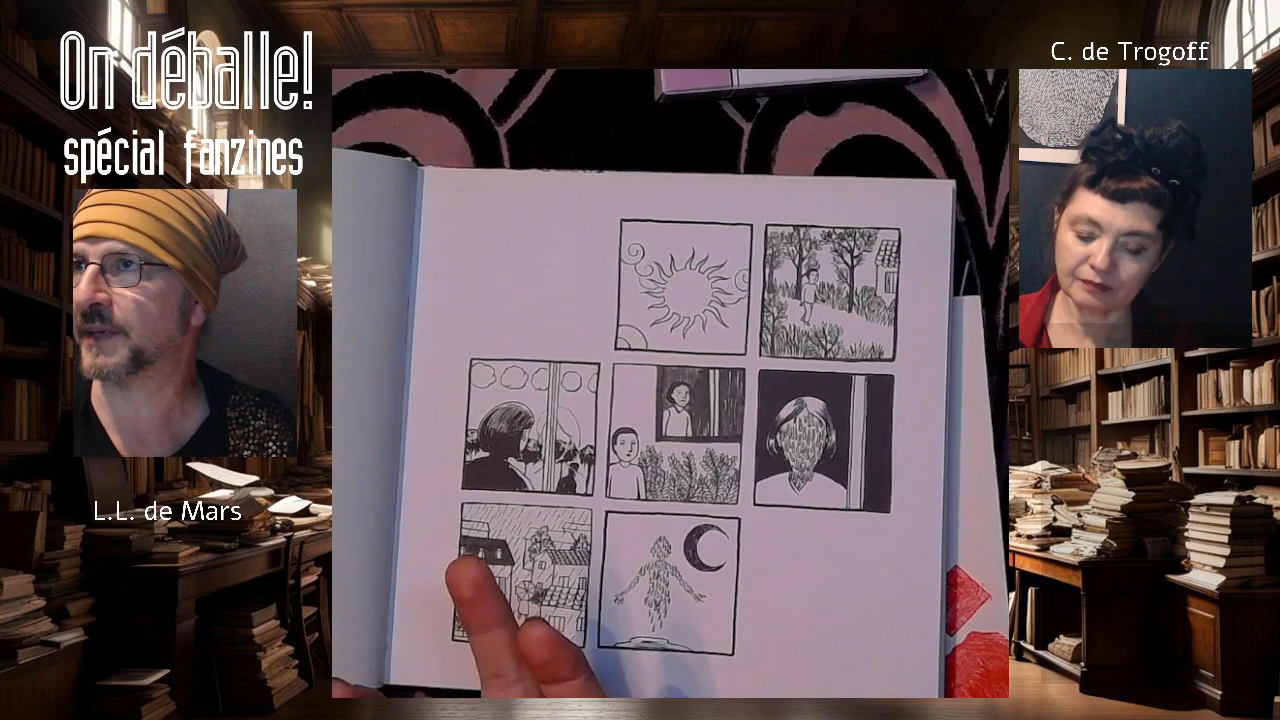 On déballe!
spécial fanzines
C. de Trogoff
L.L. de Mars